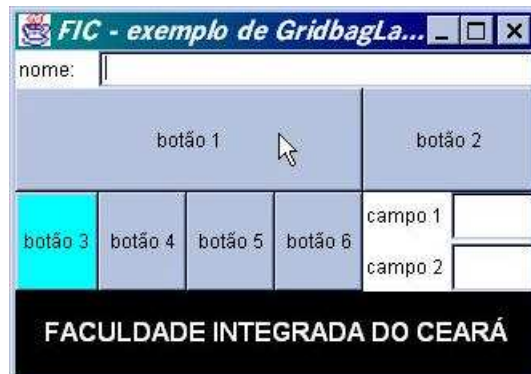 FIC - exemplo de GridbagLa...
nome:
botão 1
botão 2
botão 3
botão 4
botão 5
botão 6
campo 1
campo 2
FACULDADE INTEGRADA DO CEARÁ